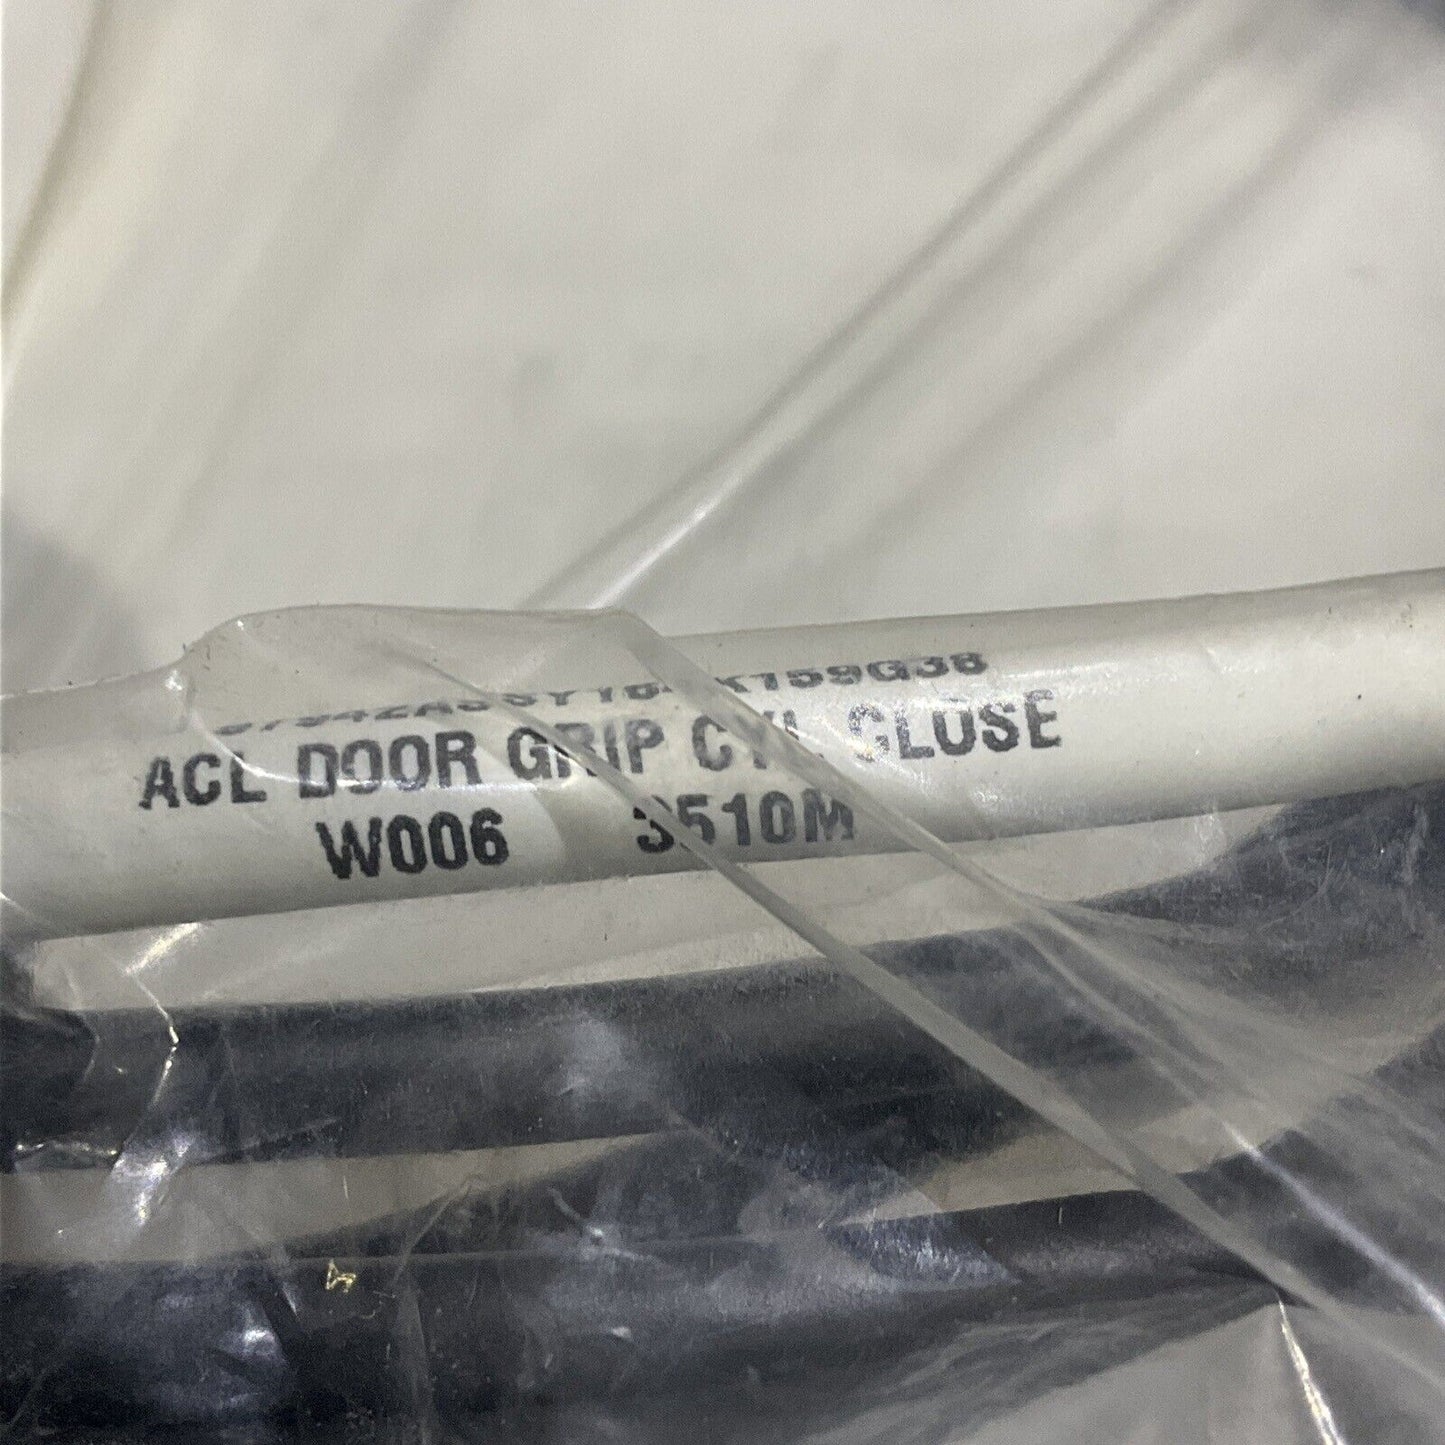 ACL DOOR GRIP CYL CLOSE
W006 3510M